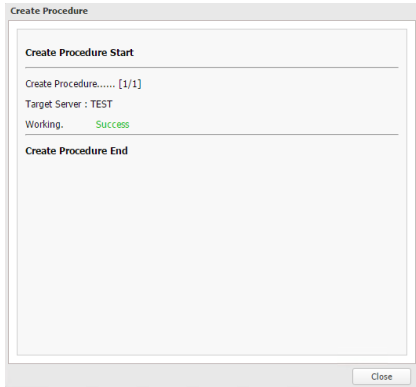 Create Procedure
Create Procedure Start
Create Procedure...... [1/1]
Target Server : TEST
Working. Success
Create Procedure End
Close